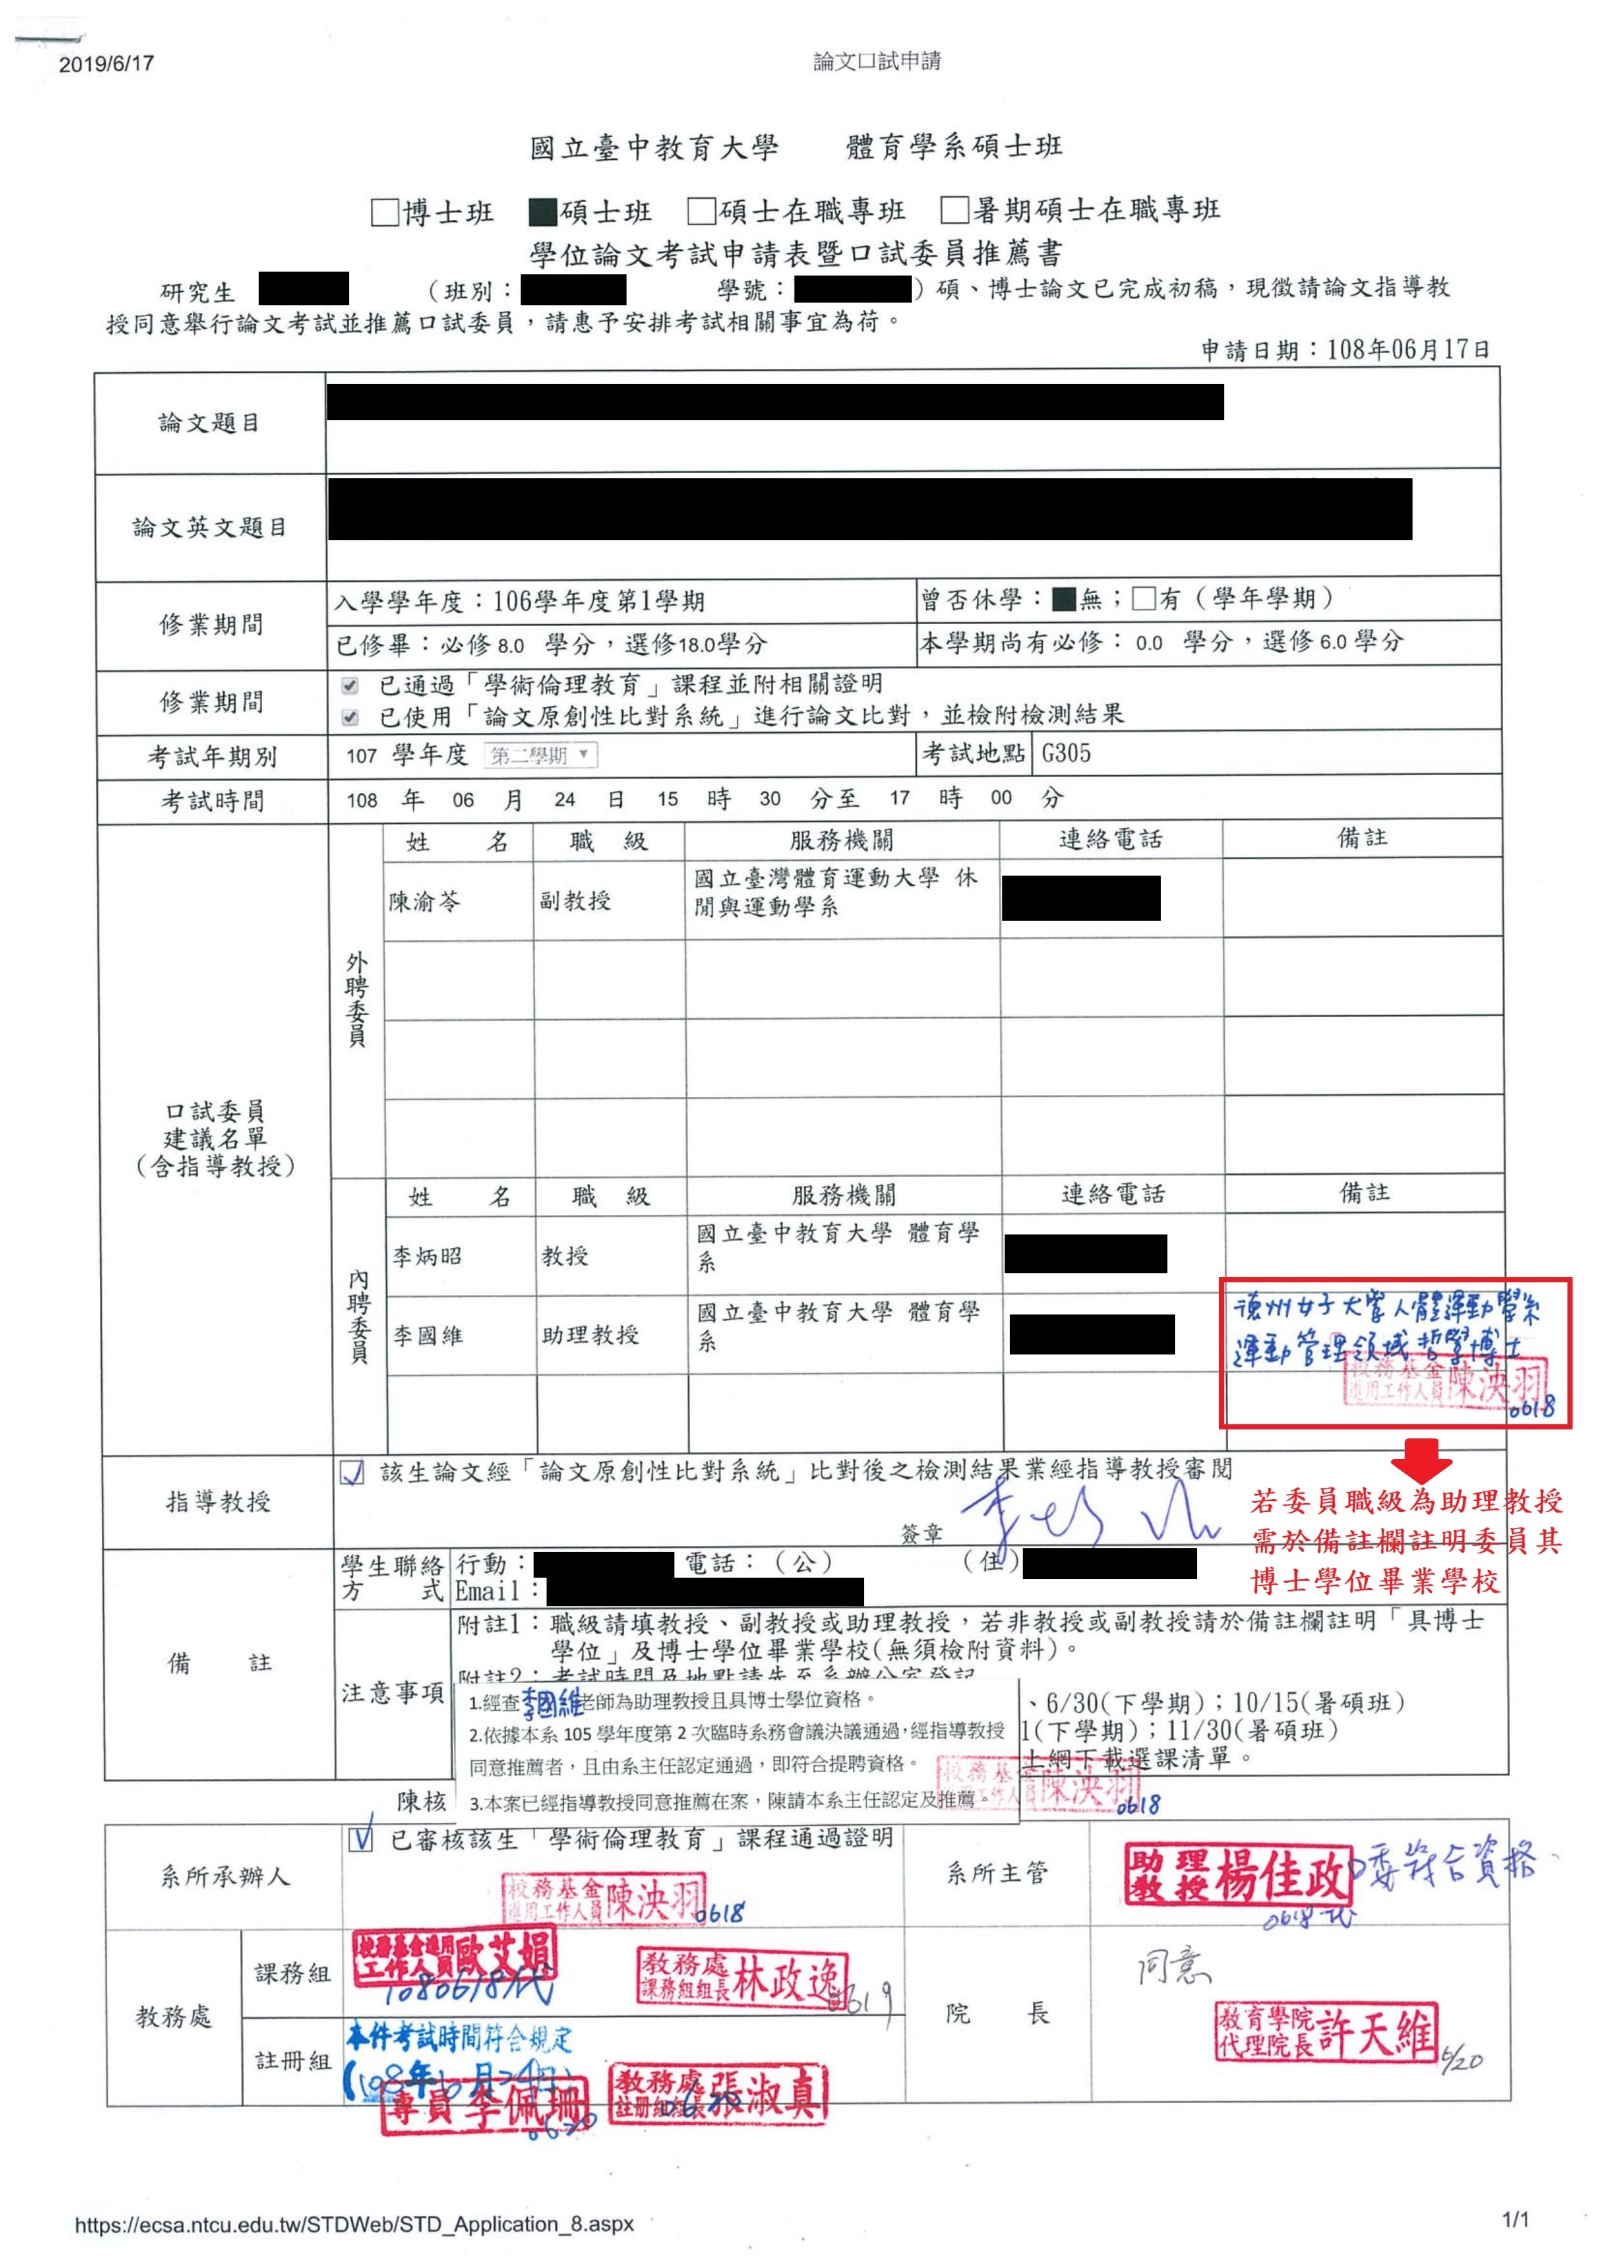 2019/6/17 論文口試申請
國立臺中教育大學 體育學系碩士班
□博士班 ■碩士班 □碩士在職專班 □暑期碩士在職專班
學位論文考試申請表暨口試委員推薦書
研究生 （班別： 學號： ）碩、博士論文已完成初稿，現徵請論文指導教
授同意舉行論文考試並推薦口試委員，請惠予安排考試相關事宜為荷。
申請日期：108年06月17日
論文題目
論文英文題目
修業期間
入學學年度：106學年度第1學期 曾否休學：■無；□有（學年學期）
已修畢：必修 8.0 學分，選修18.0學分 本學期尚有必修： 0.0 學分，選修 6.0 學分
修業期間
已通過「學術倫理教育」課程並附相關證明
已使用「論文原創性比對系統」進行論文比對，並檢附檢測結果
考試年期別 107 學年度 第二學期 考試地點 G305
考試時間 108 年 06 月 24 日 15 時 30 分至 17 時 00 分
口試委員
建議名單
（含指導教授）
外聘委員
姓 名 職 級 服務機關 連絡電話 備註
陳渝苓 副教授 國立臺灣體育運動大學 休
閒與運動學系
內聘委員
姓 名 職 級 服務機關 連絡電話 備註
李炳昭 教授 國立臺中教育大學 體育學
系
李國維 助理教授 國立臺中教育大學 體育學
系
德州女子大學人體運動學系
運動管理領域哲學博士
校務基金
進用工作人員 陳泱羽
0618
若委員職級為助理教授
需於備註欄註明委員其
博士學位畢業學校
指導教授
該生論文經「論文原創性比對系統」比對後之檢測結果業經指導教授審閱
簽章
備 註
學生聯絡
方 式
行動： 電話：（公） （住）
Email：
注意事項
附註1：職級請填教授、副教授或助理教授，若非教授或副教授請於備註欄註明「具博士
學位」及博士學位畢業學校(無須檢附資料)。
附註2：考試時間及地點請先至系辦公室登記
、6/30(下學期)；10/15(暑碩班)
1(下學期)；11/30(暑碩班)
上網下載選課清單。
1.經查李國維老師為助理教授且具博士學位資格。
2.依據本系 105 學年度第 2 次臨時系務會議決議通過，經指導教授
同意推薦者，且由系主任認定通過，即符合提聘資格。
3.本案已經指導教授同意推薦在案，陳請本系主任認定及推薦。
校務基金
進用工作人員 陳泱羽
0618
陳核
系所承辦人
已審核該生「學術倫理教育」課程通過證明
校務基金
進用工作人員 陳泱羽
0618
系所主管
助理
教授 楊佳政
口委符合資格
0618 代
教務處
課務組
校務基金進用
工作人員 歐艾娟
1080618代
教務處
課務組組長 林政逸
0619
院 長
同意
教育學院
代理院長 許天維
6/20
註冊組
本件考試時間符合規定
專員 李佩珊
0620
教務處
註冊組組長 張淑真
0620
https://ecsa.ntcu.edu.tw/STDWeb/STD_Application_8.aspx 1/1